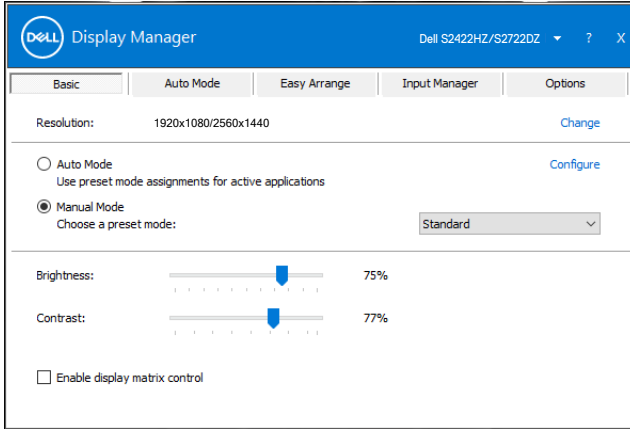 DELL Display Manager Dell S2422HZ/S2722DZ ? X
Basic Auto Mode Easy Arrange Input Manager Options
Resolution: 1920x1080/2560x1440 Change
Auto Mode Configure
Use preset mode assignments for active applications
Manual Mode
Choose a preset mode: Standard
Brightness: 75%
Contrast: 77%
Enable display matrix control